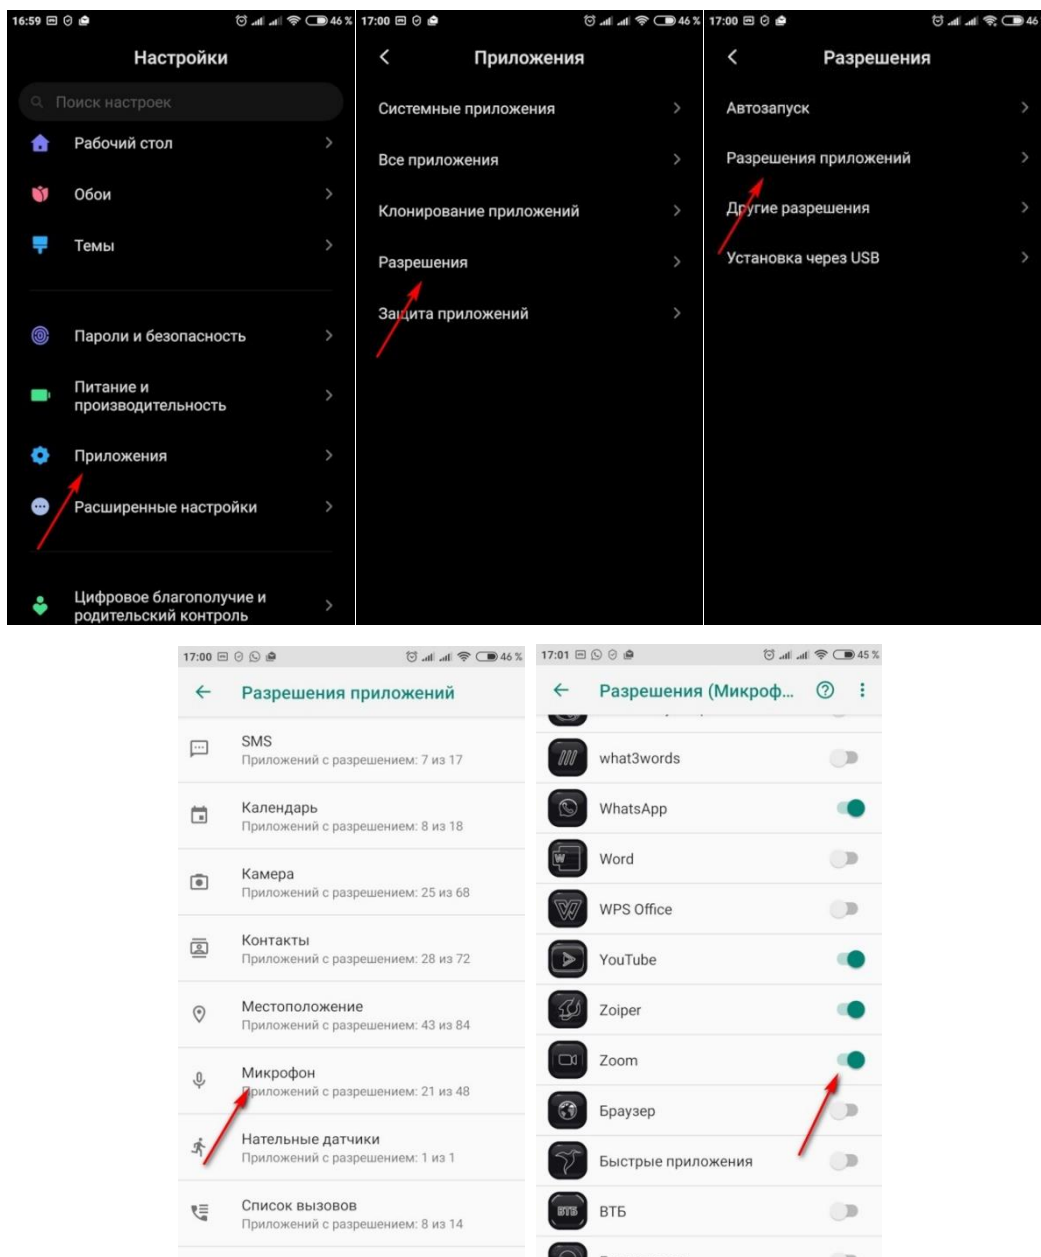 16:59
46 %
Настройки
Поиск настроек
Рабочий стол
Обои
Темы
Пароли и безопасность
Питание и
производительность
Приложения
Расширенные настройки
Цифровое благополучие и
родительский контроль
17:00
46 %
Приложения
Системные приложения
Все приложения
Клонирование приложений
Разрешения
Защита приложений
17:00
46
Разрешения
Автозапуск
Разрешения приложений
Другие разрешения
Установка через USB
17:00
46 %
Разрешения приложений
SMS
Приложений с разрешением: 7 из 17
Календарь
Приложений с разрешением: 8 из 18
Камера
Приложений с разрешением: 25 из 68
Контакты
Приложений с разрешением: 28 из 72
Местоположение
Приложений с разрешением: 43 из 84
Микрофон
Приложений с разрешением: 21 из 48
Нательные датчики
Приложений с разрешением: 1 из 1
Список вызовов
Приложений с разрешением: 8 из 14
17:01
45 %
Разрешения (Микроф...
what3words
WhatsApp
Word
WPS Office
YouTube
Zoiper
Zoom
Браузер
Быстрые приложения
ВТБ
ВТБ